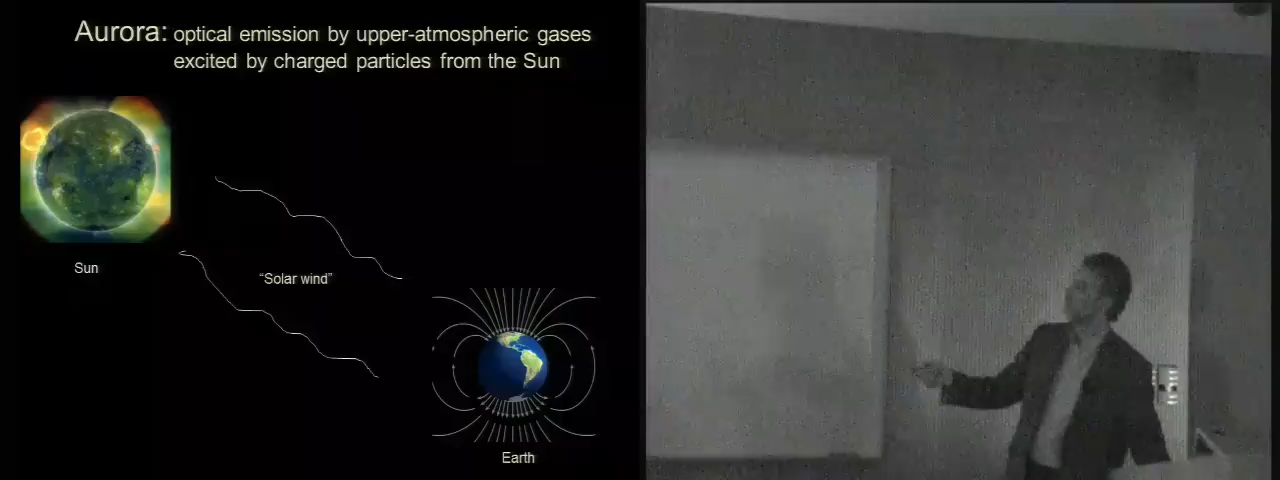 Aurora: optical emission by upper-atmospheric gases
excited by charged particles from the Sun
Sun
“Solar wind”
Earth